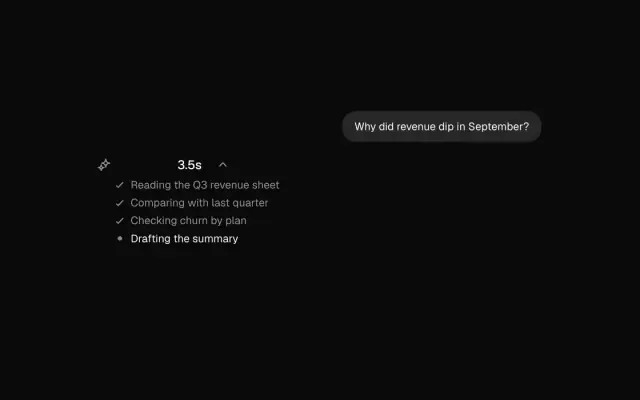 Why did revenue dip in September?
3.5s
Reading the Q3 revenue sheet
Comparing with last quarter
Checking churn by plan
Drafting the summary